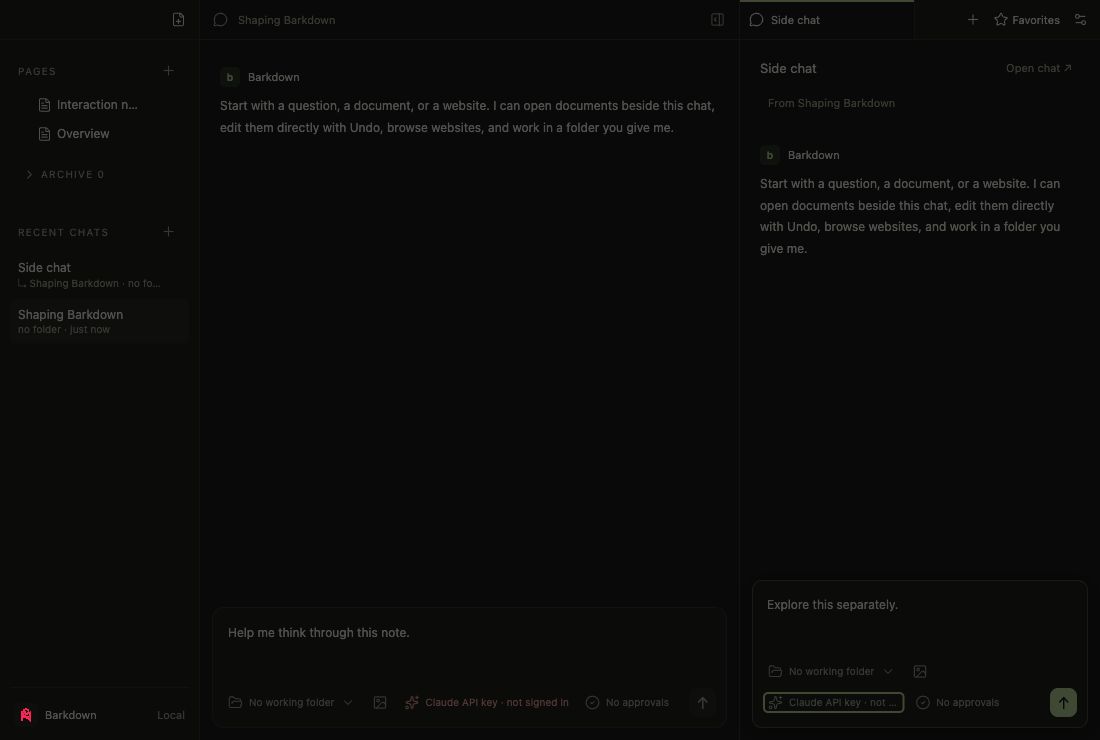 Shaping Barkdown
Side chat
Favorites
PAGES
Interaction n...
Overview
ARCHIVE 0
RECENT CHATS
Side chat
Shaping Barkdown · no fo...
Shaping Barkdown
no folder · just now
Barkdown
Local
b Barkdown
Start with a question, a document, or a website. I can open documents beside this chat,
edit them directly with Undo, browse websites, and work in a folder you give me.
Help me think through this note.
No working folder
Claude API key · not signed in
No approvals
Side chat
Open chat ↗
From Shaping Barkdown
b Barkdown
Start with a question, a document, or a website. I can
open documents beside this chat, edit them directly
with Undo, browse websites, and work in a folder you
give me.
Explore this separately.
No working folder
Claude API key · not ...
No approvals